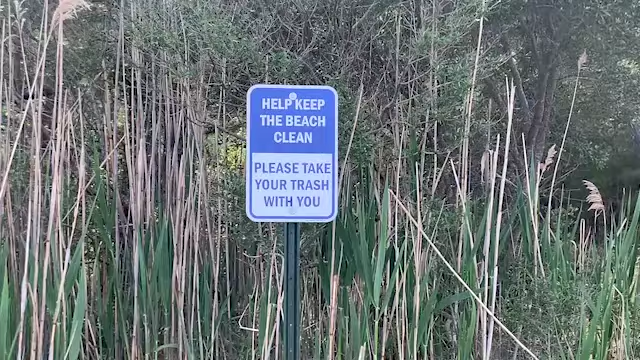 HELP KEEP
THE BEACH
CLEAN
PLEASE TAKE
YOUR TRASH
WITH YOU